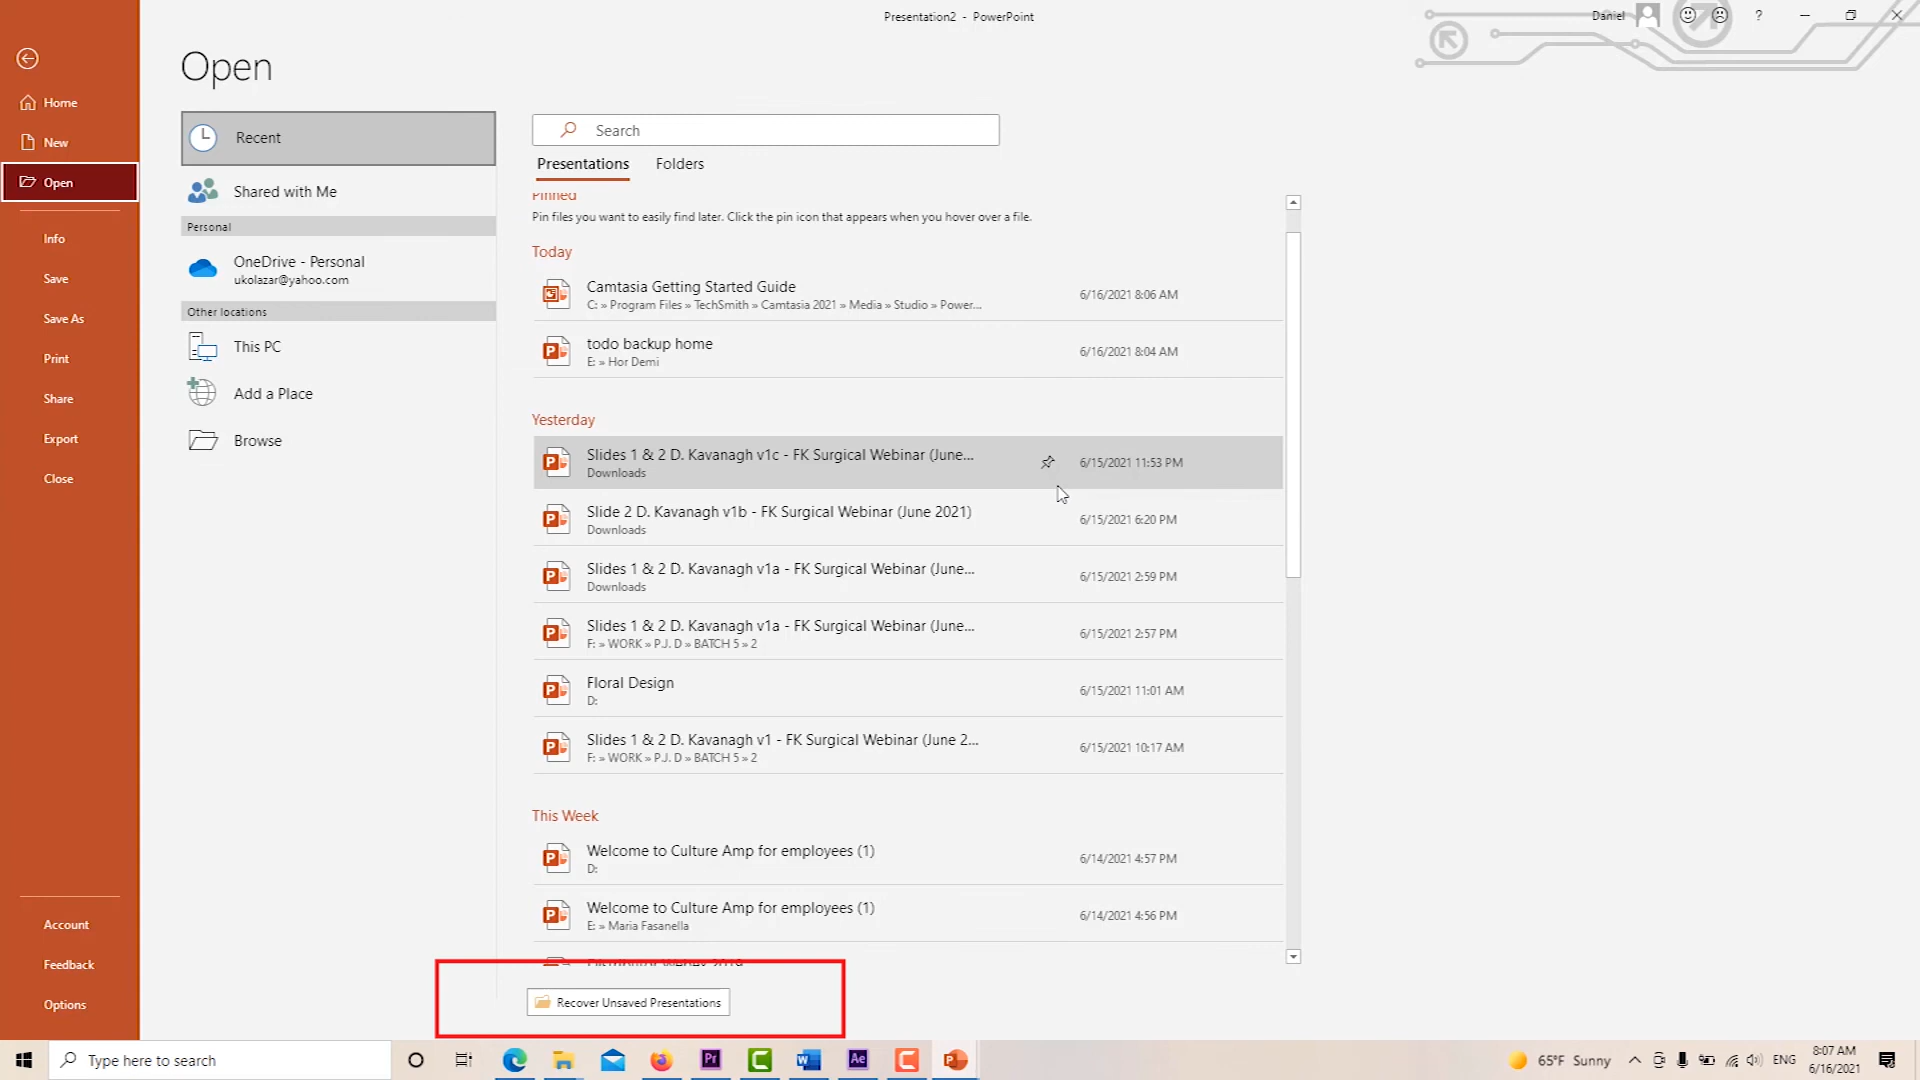 Presentation2 - PowerPoint
Daniel
?
Open
Home
New
Open
Info
Save
Save As
Print
Share
Export
Close
Account
Feedback
Options
Recent
Shared with Me
Personal
OneDrive - Personal
ukolazar@yahoo.com
Other locations
This PC
Add a Place
Browse
Search
Presentations Folders
Pinned
Pin files you want to easily find later. Click the pin icon that appears when you hover over a file.
Today
Camtasia Getting Started Guide 6/16/2021 8:06 AM
C: » Program Files » TechSmith » Camtasia 2021 » Media » Studio » Power...
todo backup home 6/16/2021 8:04 AM
E: » Hor Demi
Yesterday
Slides 1 & 2 D. Kavanagh v1c - FK Surgical Webinar (June... 6/15/2021 11:53 PM
Downloads
Slide 2 D. Kavanagh v1b - FK Surgical Webinar (June 2021) 6/15/2021 6:20 PM
Downloads
Slides 1 & 2 D. Kavanagh v1a - FK Surgical Webinar (June... 6/15/2021 2:59 PM
Downloads
Slides 1 & 2 D. Kavanagh v1a - FK Surgical Webinar (June... 6/15/2021 2:57 PM
F: » WORK » P.J. D » BATCH 5 » 2
Floral Design 6/15/2021 11:01 AM
D:
Slides 1 & 2 D. Kavanagh v1 - FK Surgical Webinar (June 2... 6/15/2021 10:17 AM
F: » WORK » P.J. D » BATCH 5 » 2
This Week
Welcome to Culture Amp for employees (1) 6/14/2021 4:57 PM
D:
Welcome to Culture Amp for employees (1) 6/14/2021 4:56 PM
E: » Maria Fasanella
Recover Unsaved Presentations
Type here to search
Pr
Ae
65°F Sunny
ENG
8:07 AM
6/16/2021